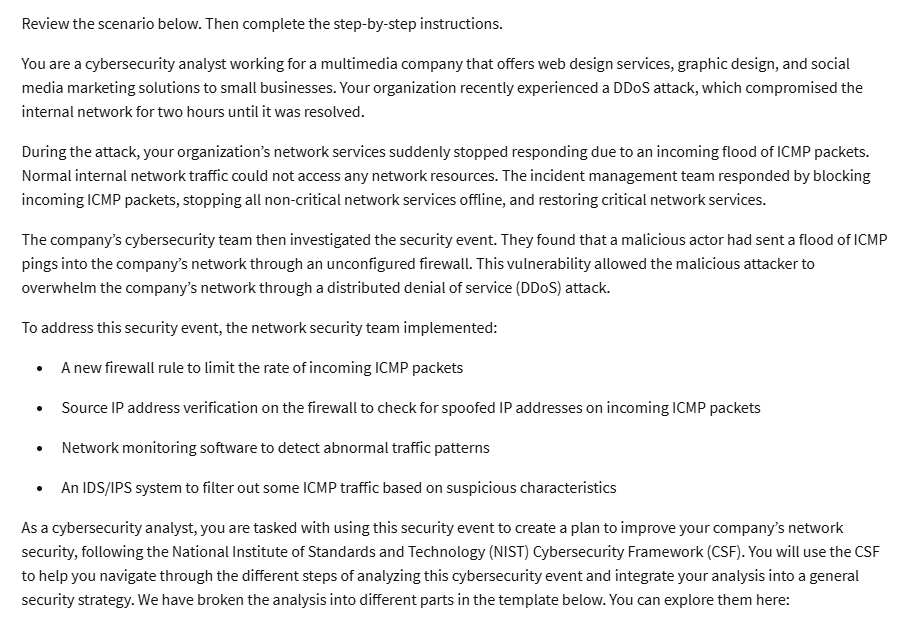 Review the scenario below. Then complete the step-by-step instructions.
You are a cybersecurity analyst working for a multimedia company that offers web design services, graphic design, and social
media marketing solutions to small businesses. Your organization recently experienced a DDoS attack, which compromised the
internal network for two hours until it was resolved.
During the attack, your organization’s network services suddenly stopped responding due to an incoming flood of ICMP packets.
Normal internal network traffic could not access any network resources. The incident management team responded by blocking
incoming ICMP packets, stopping all non-critical network services offline, and restoring critical network services.
The company’s cybersecurity team then investigated the security event. They found that a malicious actor had sent a flood of ICMP
pings into the company’s network through an unconfigured firewall. This vulnerability allowed the malicious attacker to
overwhelm the company’s network through a distributed denial of service (DDoS) attack.
To address this security event, the network security team implemented:
• A new firewall rule to limit the rate of incoming ICMP packets
• Source IP address verification on the firewall to check for spoofed IP addresses on incoming ICMP packets
• Network monitoring software to detect abnormal traffic patterns
• An IDS/IPS system to filter out some ICMP traffic based on suspicious characteristics
As a cybersecurity analyst, you are tasked with using this security event to create a plan to improve your company’s network
security, following the National Institute of Standards and Technology (NIST) Cybersecurity Framework (CSF). You will use the CSF
to help you navigate through the different steps of analyzing this cybersecurity event and integrate your analysis into a general
security strategy. We have broken the analysis into different parts in the template below. You can explore them here: